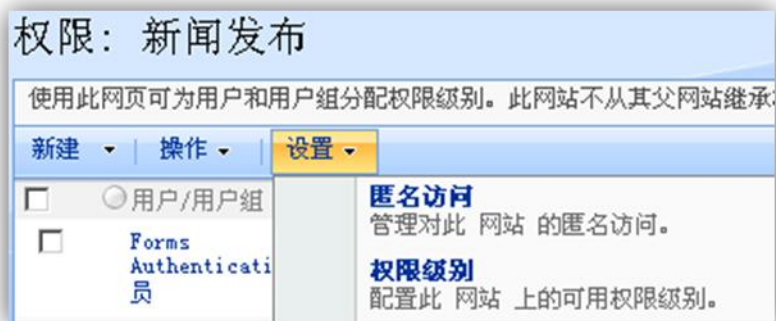 权限: 新闻发布
使用此网页可为用户和用户组分配权限级别。此网站不从其父网站继承
新建 操作 设置
用户/用户组
匿名访问
管理对此 网站 的匿名访问。
Forms
Authenticati
员
权限级别
配置此 网站 上的可用权限级别。